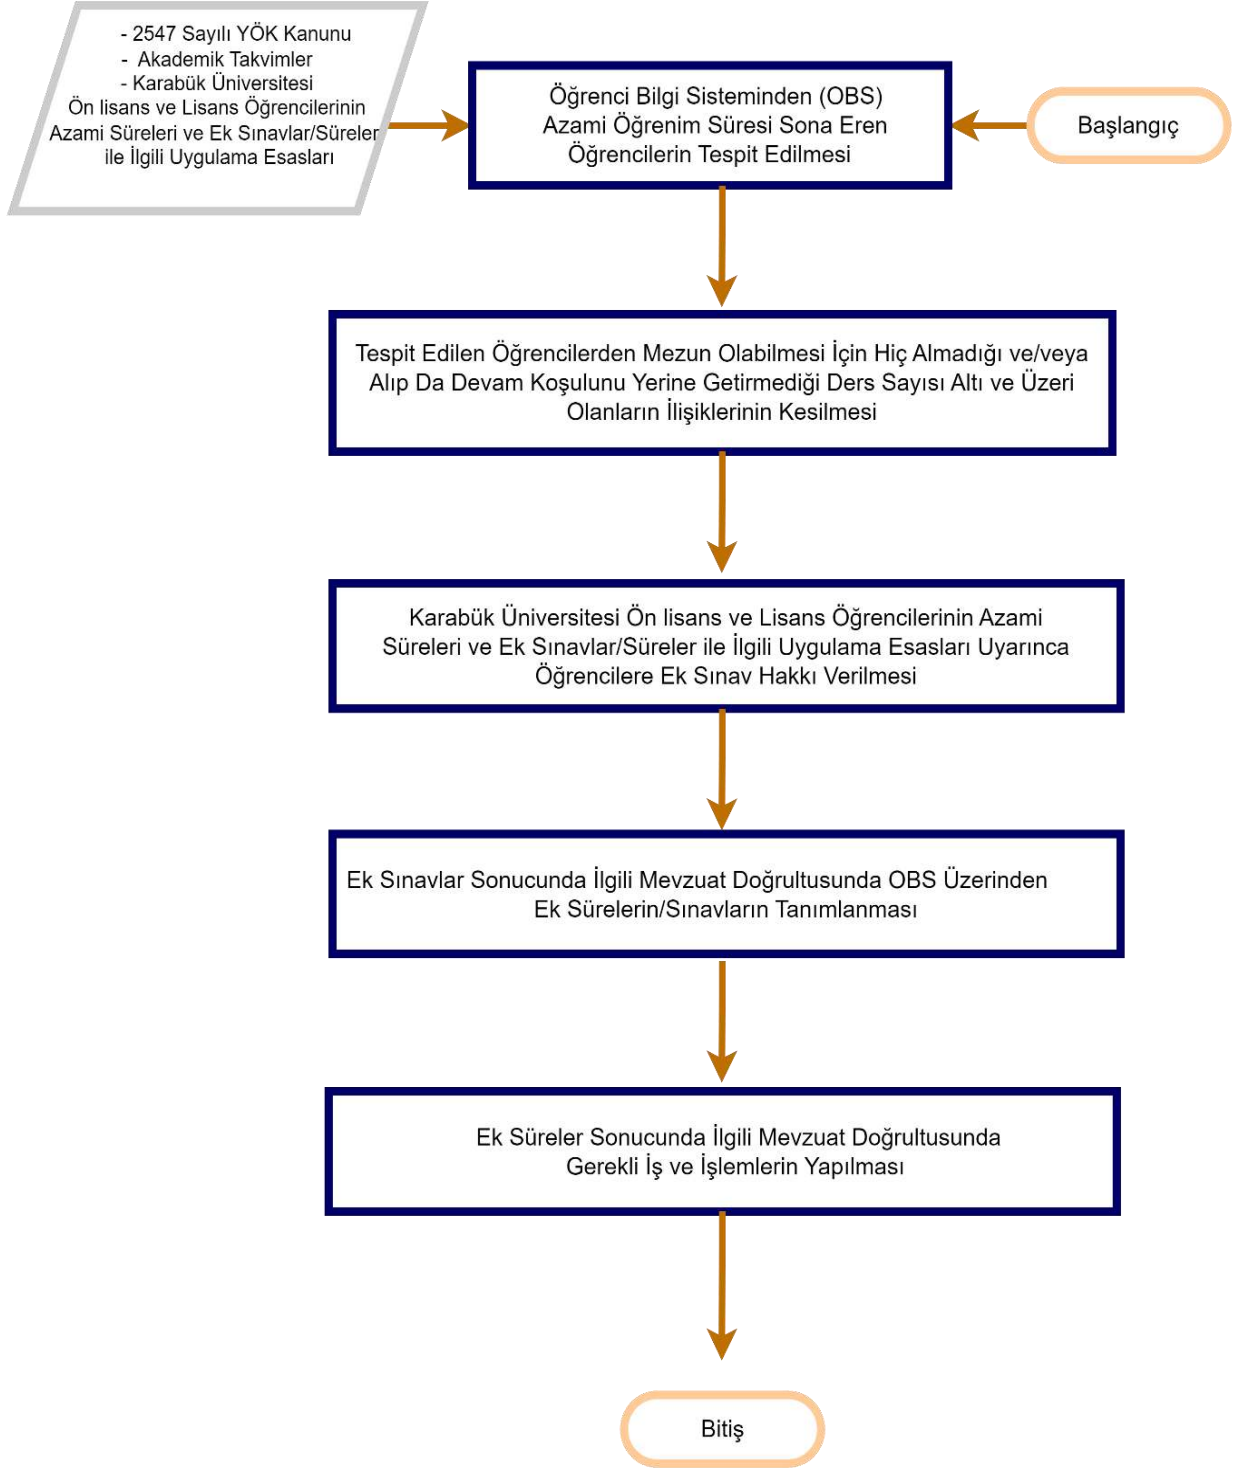 - 2547 Sayılı YÖK Kanunu
- Akademik Takvimler
- Karabük Üniversitesi
Ön lisans ve Lisans Öğrencilerinin
Azami Süreleri ve Ek Sınavlar/Süreler
ile İlgili Uygulama Esasları
Öğrenci Bilgi Sisteminden (OBS)
Azami Öğrenim Süresi Sona Eren
Öğrencilerin Tespit Edilmesi
Başlangıç
Tespit Edilen Öğrencilerden Mezun Olabilmesi İçin Hiç Almadığı ve/veya
Alıp Da Devam Koşulunu Yerine Getirmediği Ders Sayısı Altı ve Üzeri
Olanların İlişiklerinin Kesilmesi
Karabük Üniversitesi Ön lisans ve Lisans Öğrencilerinin Azami
Süreleri ve Ek Sınavlar/Süreler ile İlgili Uygulama Esasları Uyarınca
Öğrencilere Ek Sınav Hakkı Verilmesi
Ek Sınavlar Sonucunda İlgili Mevzuat Doğrultusunda OBS Üzerinden
Ek Sürelerin/Sınavların Tanımlanması
Ek Süreler Sonucunda İlgili Mevzuat Doğrultusunda
Gerekli İş ve İşlemlerin Yapılması
Bitiş